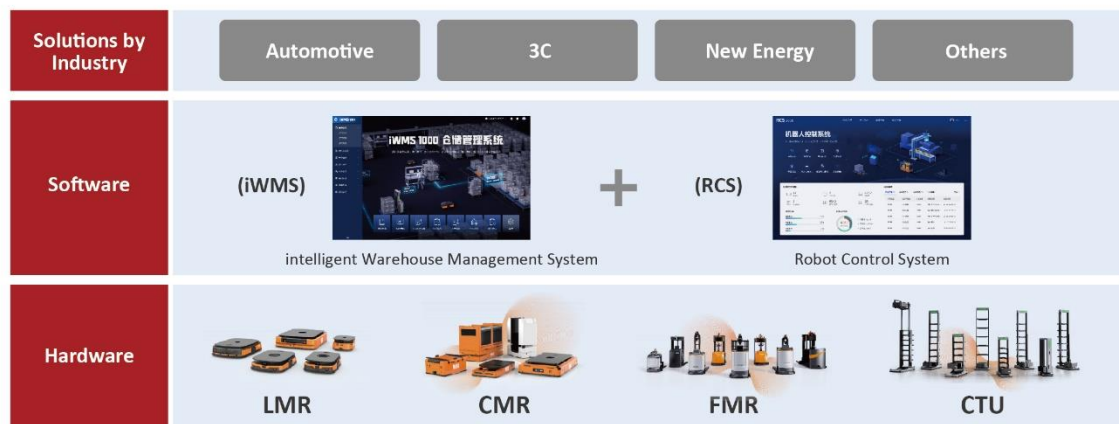 Solutions by
Industry
Automotive
3C
New Energy
Others
Software
(iWMS)
iWMS 1000 仓储管理系统
+
(RCS)
RCS
机器人控制系统
intelligent Warehouse Management System
Robot Control System
Hardware
LMR
CMR
FMR
CTU